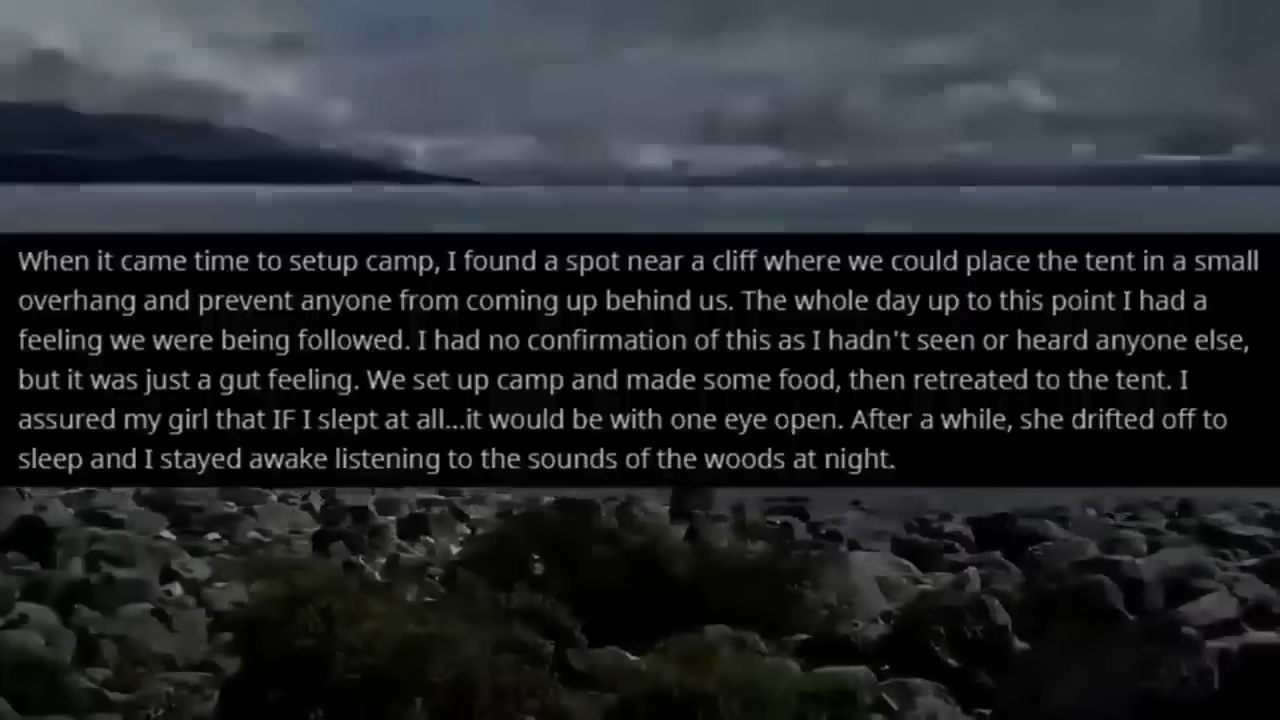 When it came time to setup camp, I found a spot near a cliff where we could place the tent in a small
overhang and prevent anyone from coming up behind us. The whole day up to this point I had a
feeling we were being followed. I had no confirmation of this as I hadn't seen or heard anyone else,
but it was just a gut feeling. We set up camp and made some food, then retreated to the tent. I
assured my girl that IF I slept at all...it would be with one eye open. After a while, she drifted off to
sleep and I stayed awake listening to the sounds of the woods at night.